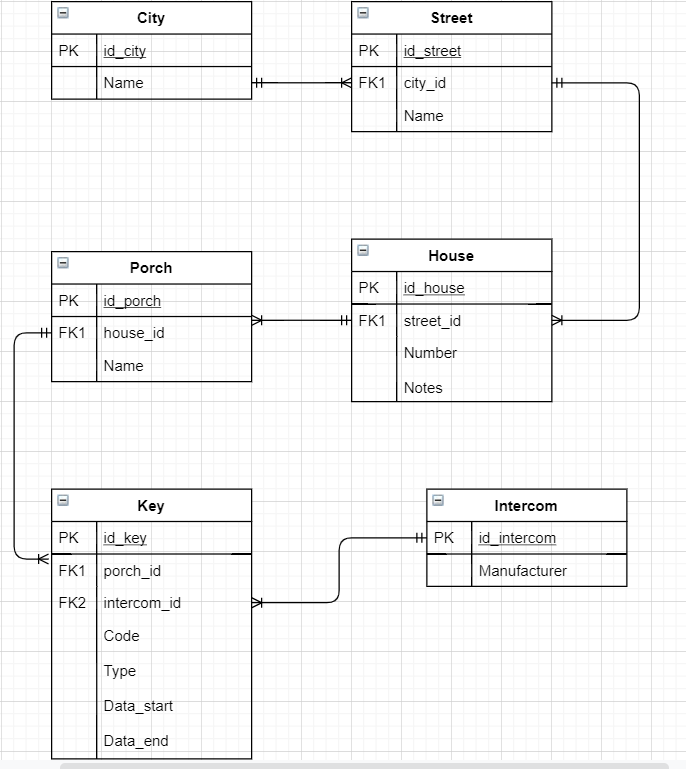 City
PK id_city
Name
Street
PK id_street
FK1 city_id
Name
Porch
PK id_porch
FK1 house_id
Name
House
PK id_house
FK1 street_id
Number
Notes
Key
PK id_key
FK1 porch_id
FK2 intercom_id
Code
Type
Data_start
Data_end
Intercom
PK id_intercom
Manufacturer